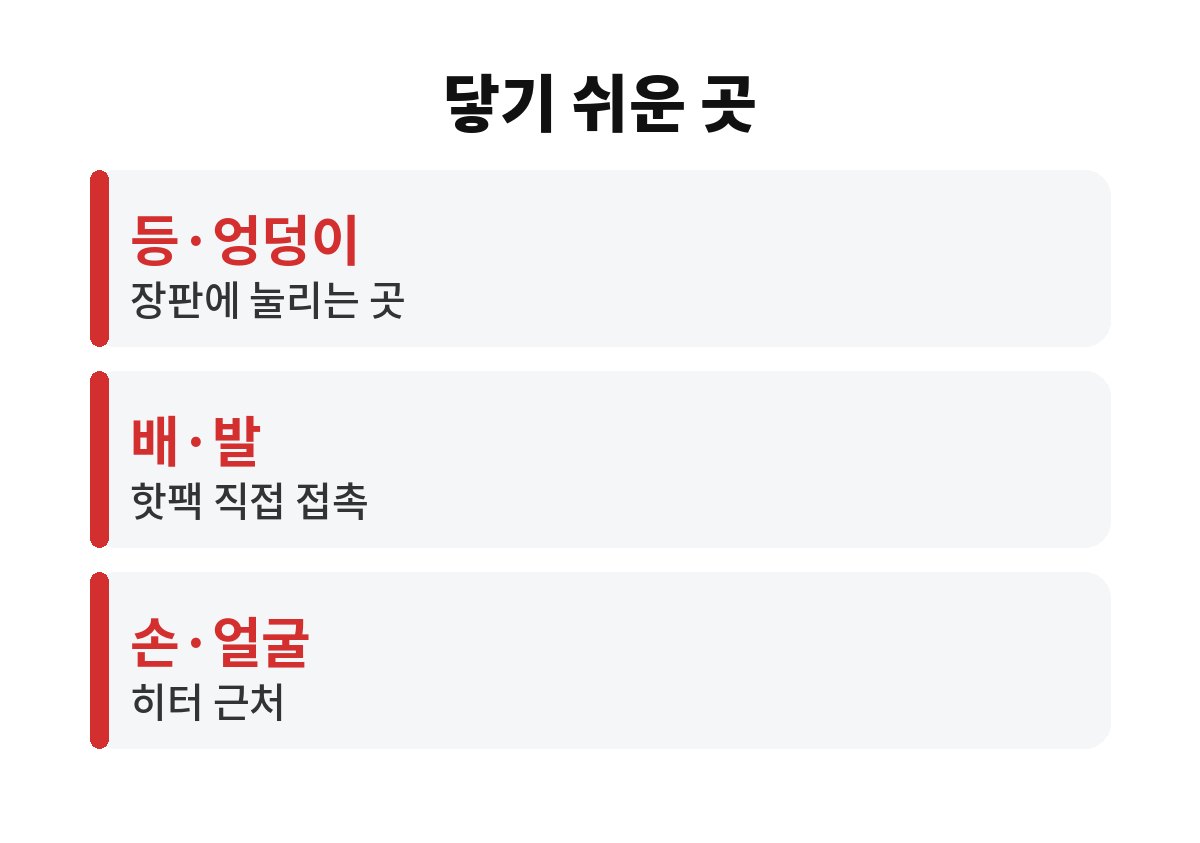 닿기 쉬운 곳
등·엉덩이
장판에 눌리는 곳
배·발
핫팩 직접 접촉
손·얼굴
히터 근처